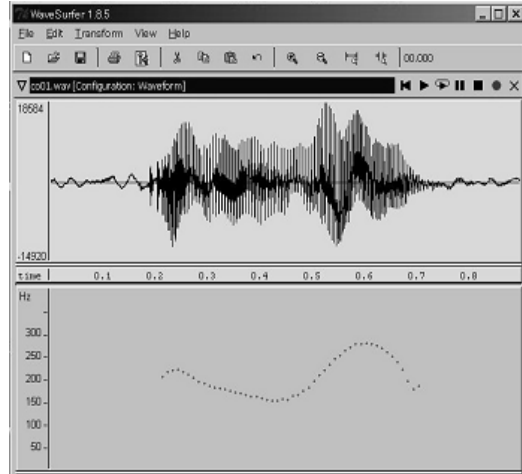 WaveSurfer 1.8.5
File Edit Transform View Help
00.000
co01.wav [Configuration: Waveform]
18584
-14920
time 0.1 0.2 0.3 0.4 0.5 0.6 0.7 0.8
Hz
300
250
200
150
100
50